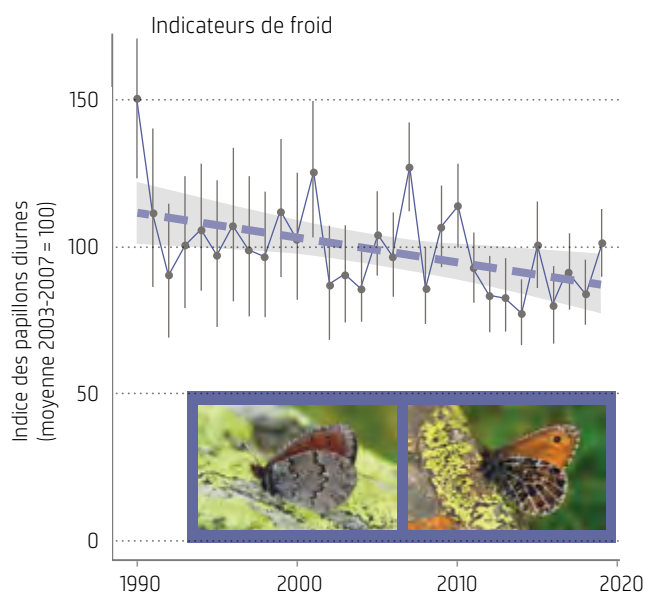 Indicateurs de froid
Indice des papillons diurnes
(moyenne 2003-2007 = 100)
150
100
50
0
1990 2000 2010 2020